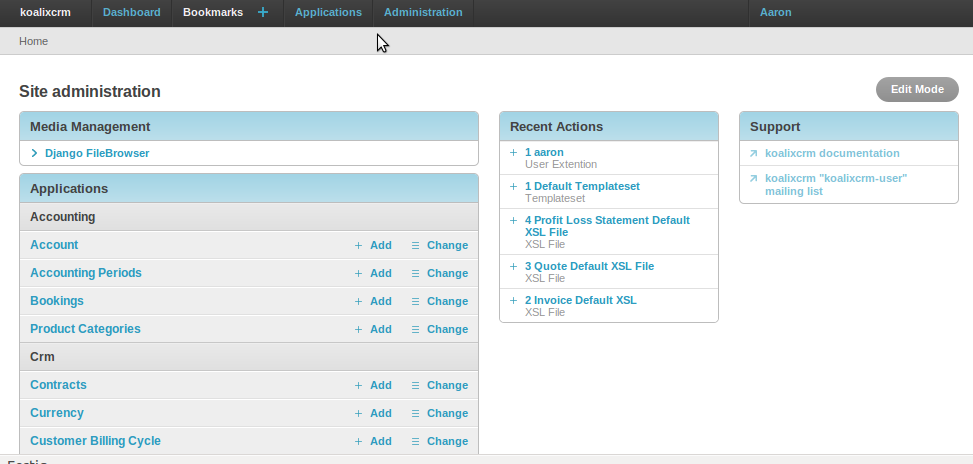 koalixcrm Dashboard Bookmarks Applications Administration Aaron
Home
Site administration
Edit Mode
Media Management
Django FileBrowser
Applications
Accounting
Account Add Change
Accounting Periods Add Change
Bookings Add Change
Product Categories Add Change
Crm
Contracts Add Change
Currency Add Change
Customer Billing Cycle Add Change
Recent Actions
1 aaron
User Extention
1 Default Templateset
Templateset
4 Profit Loss Statement Default
XSL File
XSL File
3 Quote Default XSL File
XSL File
2 Invoice Default XSL
XSL File
Support
koalixcrm documentation
koalixcrm "koalixcrm-user"
mailing list